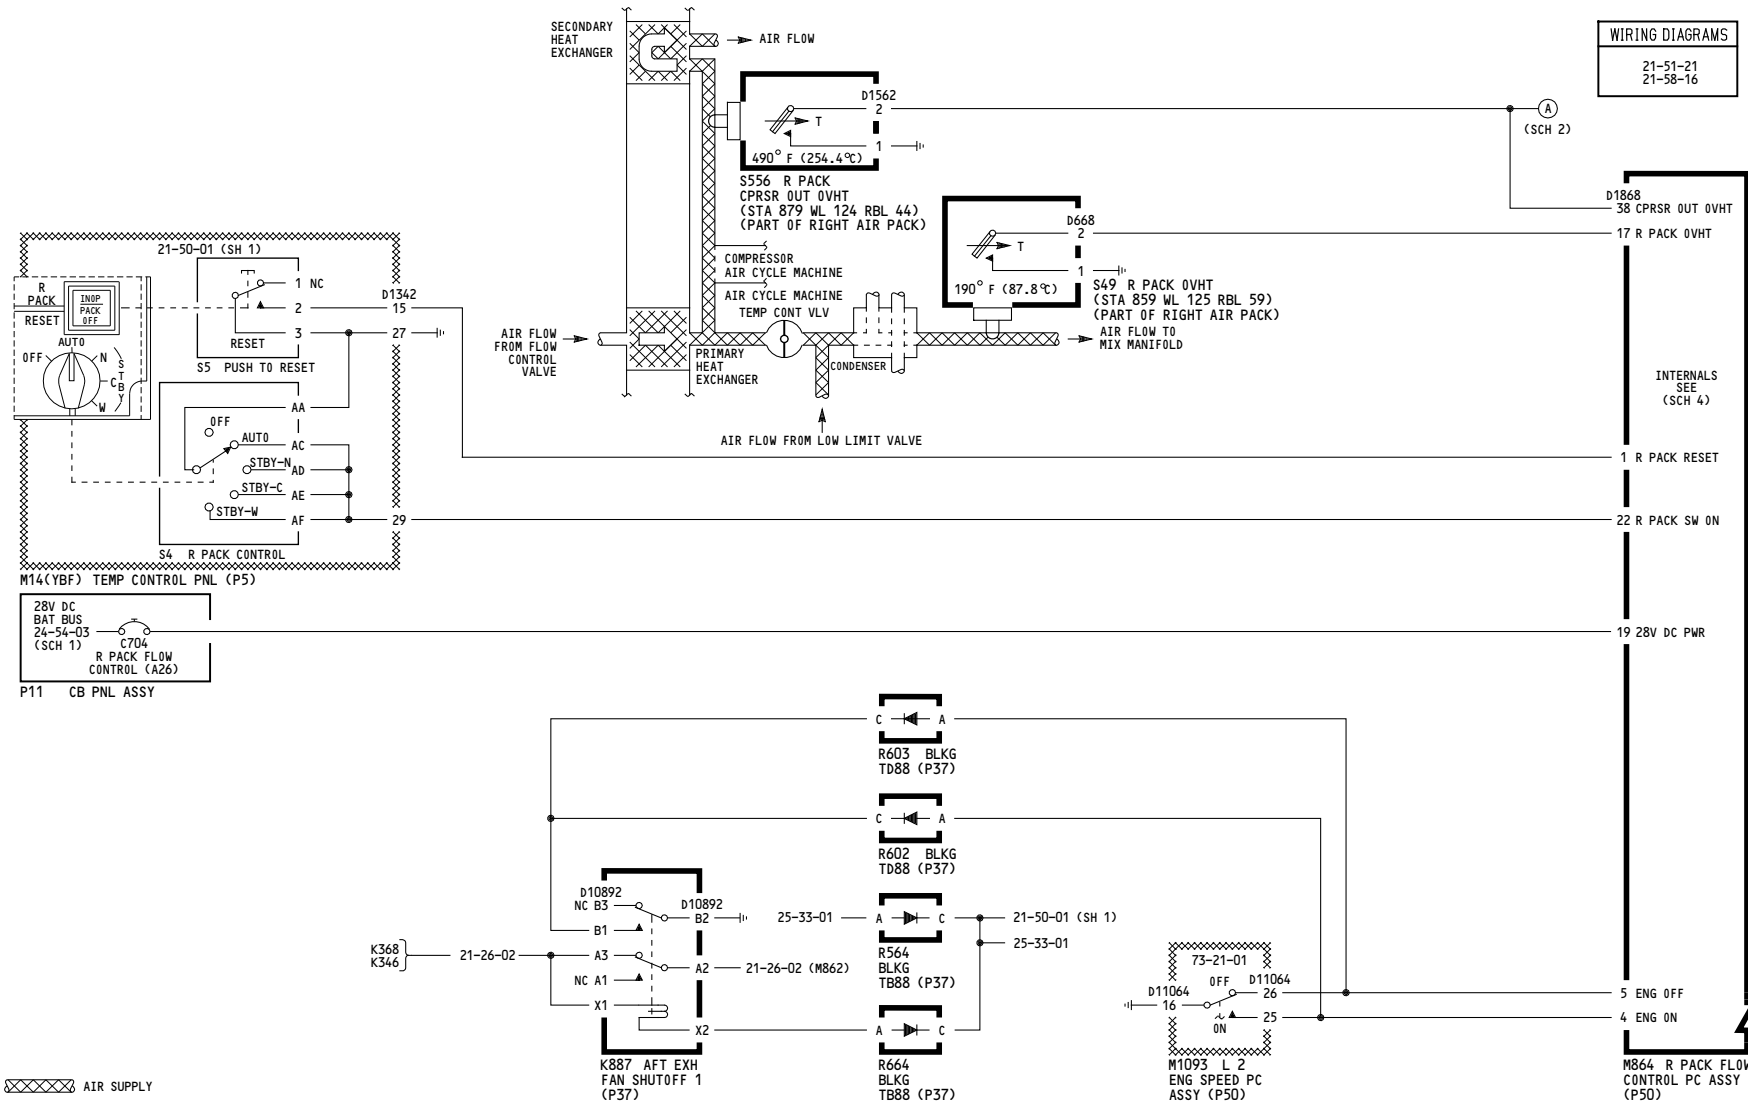 SECONDARY
HEAT
EXCHANGER
AIR FLOW
WIRING DIAGRAMS
21-51-21
21-58-16
D1562
2
T
1
490° F (254.4°C)
S556 R PACK
CPRSR OUT OVHT
(STA 879 WL 124 RBL 44)
(PART OF RIGHT AIR PACK)
A
(SCH 2)
D1868
38 CPRSR OUT OVHT
17 R PACK OVHT
D668
2
T
1
190° F (87.8°C)
S49 R PACK OVHT
(STA 859 WL 125 RBL 59)
(PART OF RIGHT AIR PACK)
COMPRESSOR
AIR CYCLE MACHINE
AIR CYCLE MACHINE
TEMP CONT VLV
AIR FLOW
FROM FLOW
CONTROL
VALVE
PRIMARY
HEAT
EXCHANGER
CONDENSER
AIR FLOW TO
MIX MANIFOLD
AIR FLOW FROM LOW LIMIT VALVE
21-50-01 (SH 1)
R
PACK
RESET
INOP
PACK
OFF
1 NC
2
3
RESET
S5 PUSH TO RESET
D1342
15
27
AUTO
OFF
N
C
W
STBY
AA
OFF
AUTO
AC
STBY-N
AD
STBY-C
AE
STBY-W
AF
29
S4 R PACK CONTROL
M14(YBF) TEMP CONTROL PNL (P5)
INTERNALS
SEE
(SCH 4)
1 R PACK RESET
22 R PACK SW ON
28V DC
BAT BUS
24-54-03
(SCH 1)
C704
R PACK FLOW
CONTROL (A26)
P11 CB PNL ASSY
19 28V DC PWR
C A
R603 BLKG
TD88 (P37)
C A
R602 BLKG
TD88 (P37)
D10892
NC B3
D10892
B2
B1
K368
K346
21-26-02
A3
A2
21-26-02 (M862)
NC A1
X1
X2
K887 AFT EXH
FAN SHUTOFF 1
(P37)
25-33-01
A C
21-50-01 (SH 1)
25-33-01
R564
BLKG
TB88 (P37)
A C
R664
BLKG
TB88 (P37)
73-21-01
D11064
16
OFF
D11064
26
ON
25
M1093 L 2
ENG SPEED PC
ASSY (P50)
5 ENG OFF
4 ENG ON
M864 R PACK FLOW
CONTROL PC ASSY
(P50)
AIR SUPPLY